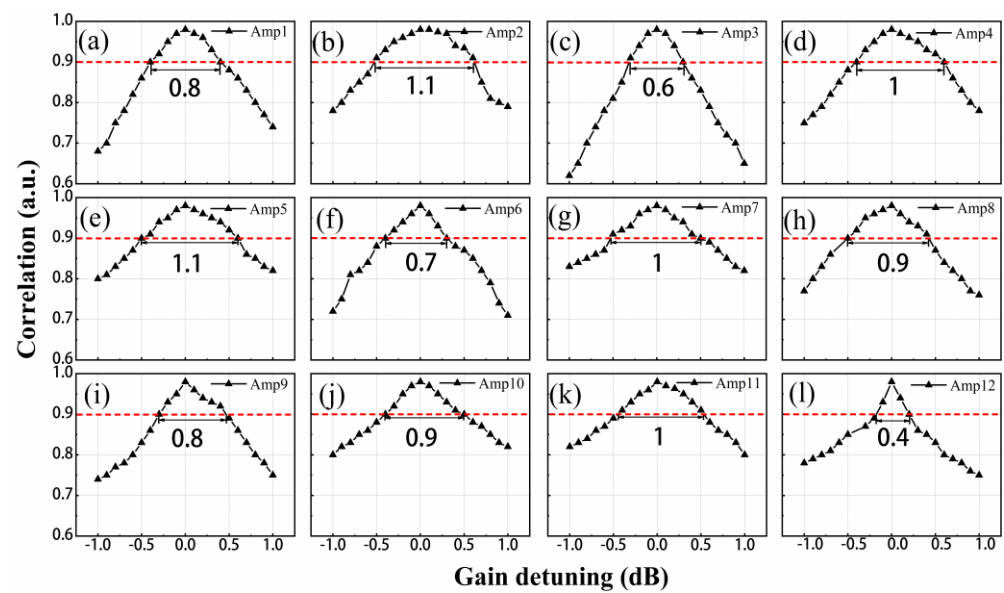 Correlation (a.u.)
1.0
0.9
0.8
0.7
0.6
(a)
Amp1
0.8
(b)
Amp2
1.1
(c)
Amp3
0.6
(d)
Amp4
1
1.0
0.9
0.8
0.7
0.6
(e)
Amp5
1.1
(f)
Amp6
0.7
(g)
Amp7
1
(h)
Amp8
0.9
1.0
0.9
0.8
0.7
0.6
(i)
Amp9
0.8
(j)
Amp10
0.9
(k)
Amp11
1
(l)
Amp12
0.4
-1.0 -0.5 0.0 0.5 1.0 -1.0 -0.5 0.0 0.5 1.0 -1.0 -0.5 0.0 0.5 1.0 -1.0 -0.5 0.0 0.5 1.0
Gain detuning (dB)